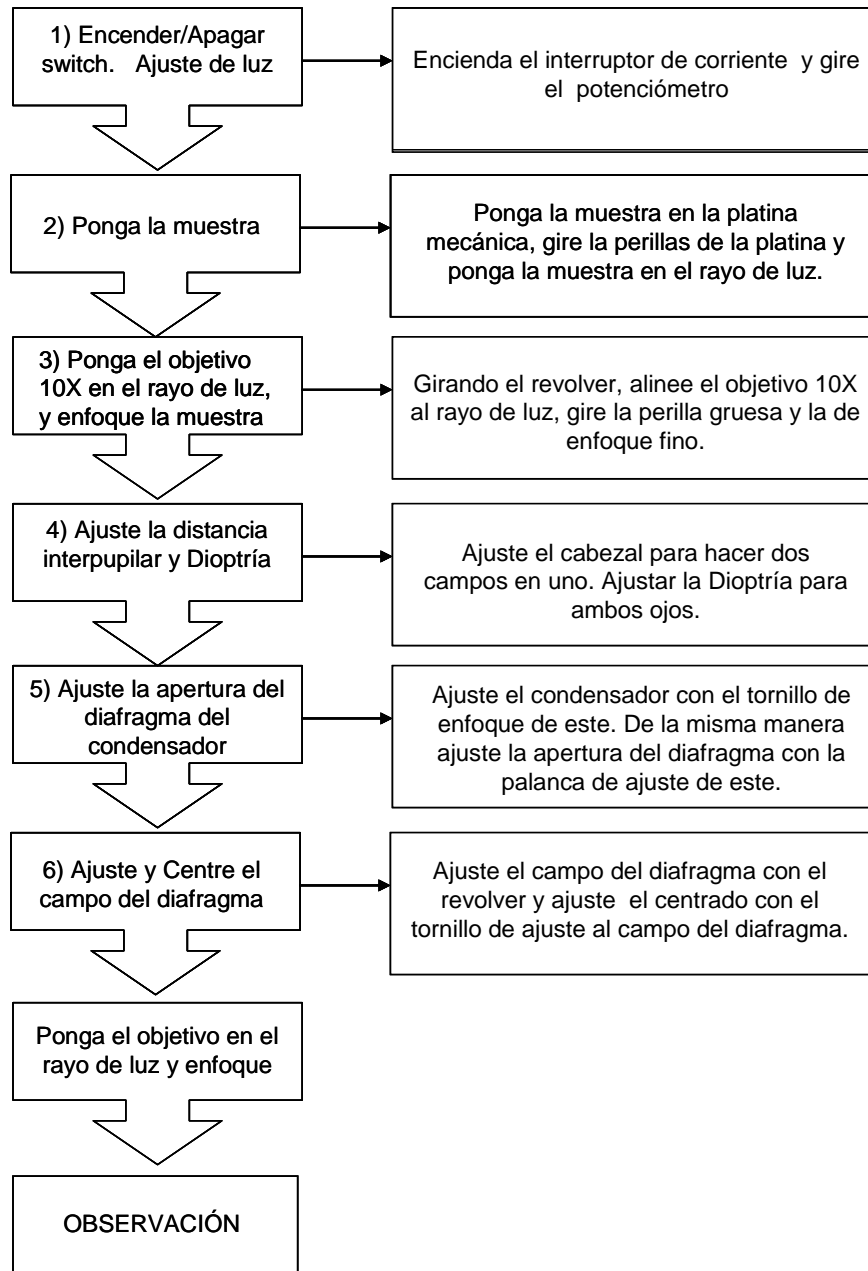 1) Encender/Apagar
switch. Ajuste de luz
Encienda el interruptor de corriente y gire
el potenciómetro
2) Ponga la muestra
Ponga la muestra en la platina
mecánica, gire la perillas de la platina y
ponga la muestra en el rayo de luz.
3) Ponga el objetivo
10X en el rayo de luz,
y enfoque la muestra
Girando el revolver, alinee el objetivo 10X
al rayo de luz, gire la perilla gruesa y la de
enfoque fino.
4) Ajuste la distancia
interpupilar y Dioptría
Ajuste el cabezal para hacer dos
campos en uno. Ajustar la Dioptría para
ambos ojos.
5) Ajuste la apertura del
diafragma del
condensador
Ajuste el condensador con el tornillo de
enfoque de este. De la misma manera
ajuste la apertura del diafragma con la
palanca de ajuste de este.
6) Ajuste y Centre el
campo del diafragma
Ajuste el campo del diafragma con el
revolver y ajuste el centrado con el
tornillo de ajuste al campo del diafragma.
Ponga el objetivo en el
rayo de luz y enfoque
OBSERVACIÓN